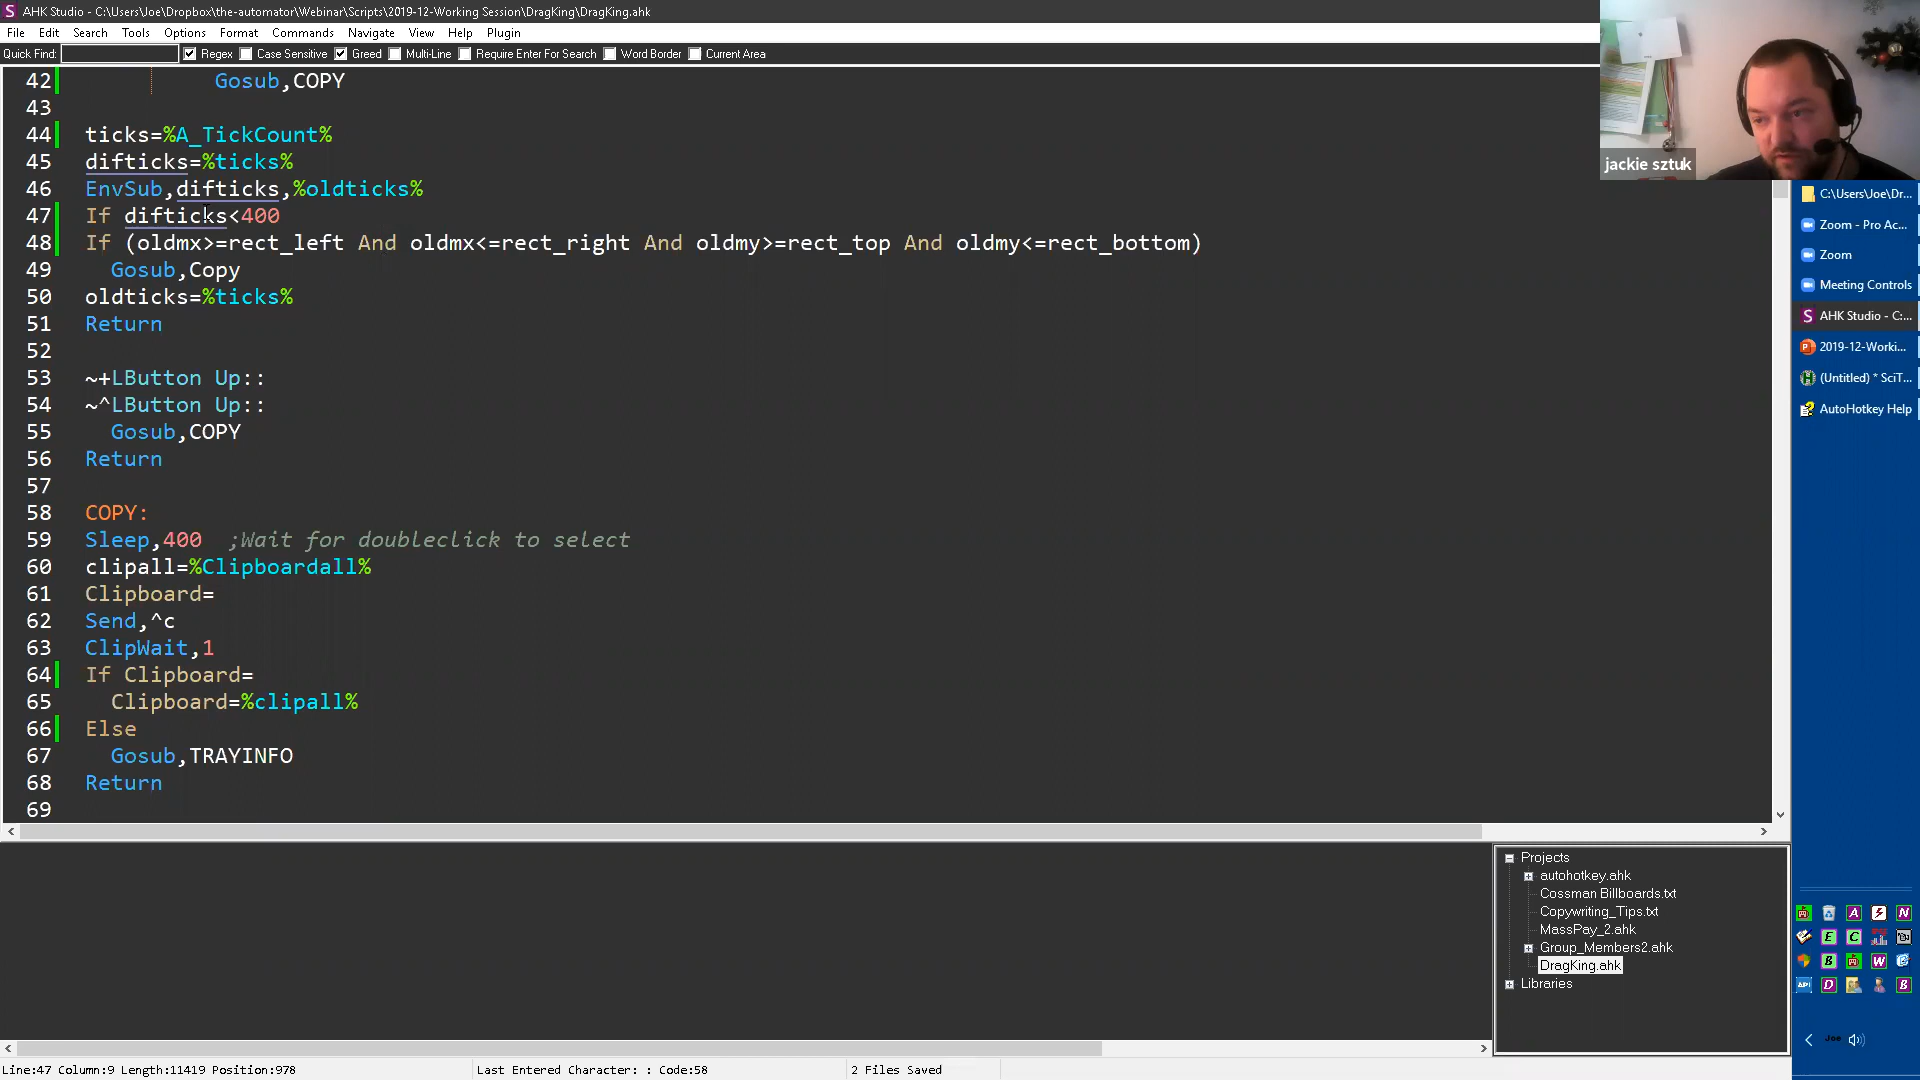 AHK Studio - C:\Users\Joe\Dropbox\the-automator\Webinar\Scripts\2019-12-Working Session\DragKing\DragKing.ahk
File Edit Search Tools Options Format Commands Navigate View Help Plugin
Quick Find: Regex Case Sensitive Greed Multi-Line Require Enter For Search Word Border Current Area
42 Gosub,COPY
43
44 ticks=%A_TickCount%
45 difticks=%ticks%
46 EnvSub,difticks,%oldticks%
47 If difticks<400
48 If (oldmx>=rect_left And oldmx<=rect_right And oldmy>=rect_top And oldmy<=rect_bottom)
49 Gosub,Copy
50 oldticks=%ticks%
51 Return
52
53 ~+LButton Up::
54 ~^LButton Up::
55 Gosub,COPY
56 Return
57
58 COPY:
59 Sleep,400 ;Wait for doubleclick to select
60 clipall=%Clipboardall%
61 Clipboard=
62 Send,^c
63 ClipWait,1
64 If Clipboard=
65 Clipboard=%clipall%
66 Else
67 Gosub,TRAYINFO
68 Return
69
Line:47 Column:9 Length:11419 Position:978 Last Entered Character: : Code:58 2 Files Saved
Projects
autohotkey.ahk
Cossman Billboards.txt
Copywriting_Tips.txt
MassPay_2.ahk
Group_Members2.ahk
DragKing.ahk
Libraries
jackie sztuk
C:\Users\Joe\Dr...
Zoom - Pro Ac...
Zoom
Meeting Controls
AHK Studio - C:...
2019-12-Worki...
(Untitled) * SciT...
AutoHotkey Help
A N
E C
B W
API D B
Joe